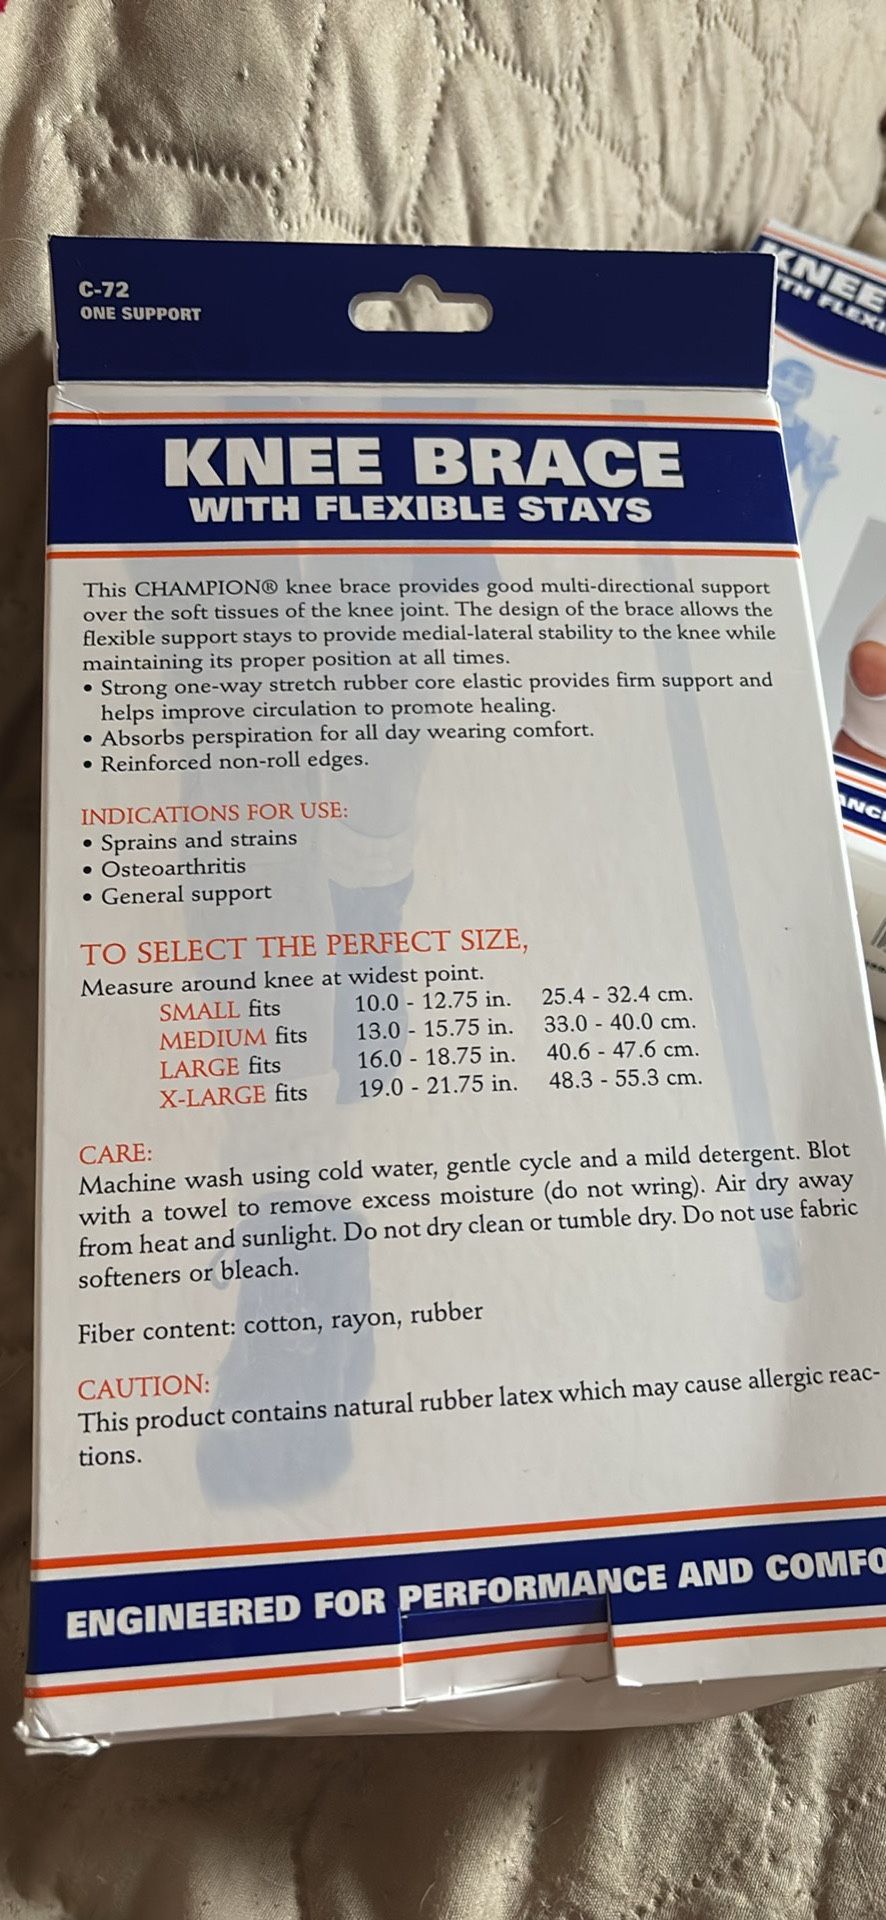 C-72
ONE SUPPORT
KNEE BRACE
WITH FLEXIBLE STAYS
This CHAMPION® knee brace provides good multi-directional support
over the soft tissues of the knee joint. The design of the brace allows the
flexible support stays to provide medial-lateral stability to the knee while
maintaining its proper position at all times.
• Strong one-way stretch rubber core elastic provides firm support and
helps improve circulation to promote healing.
• Absorbs perspiration for all day wearing comfort.
• Reinforced non-roll edges.
INDICATIONS FOR USE:
• Sprains and strains
• Osteoarthritis
• General support
TO SELECT THE PERFECT SIZE,
Measure around knee at widest point.
SMALL fits 10.0 - 12.75 in. 25.4 - 32.4 cm.
MEDIUM fits 13.0 - 15.75 in. 33.0 - 40.0 cm.
LARGE fits 16.0 - 18.75 in. 40.6 - 47.6 cm.
X-LARGE fits 19.0 - 21.75 in. 48.3 - 55.3 cm.
CARE:
Machine wash using cold water, gentle cycle and a mild detergent. Blot
with a towel to remove excess moisture (do not wring). Air dry away
from heat and sunlight. Do not dry clean or tumble dry. Do not use fabric
softeners or bleach.
Fiber content: cotton, rayon, rubber
CAUTION:
This product contains natural rubber latex which may cause allergic reac-
tions.
ENGINEERED FOR PERFORMANCE AND COMFO
KNEE